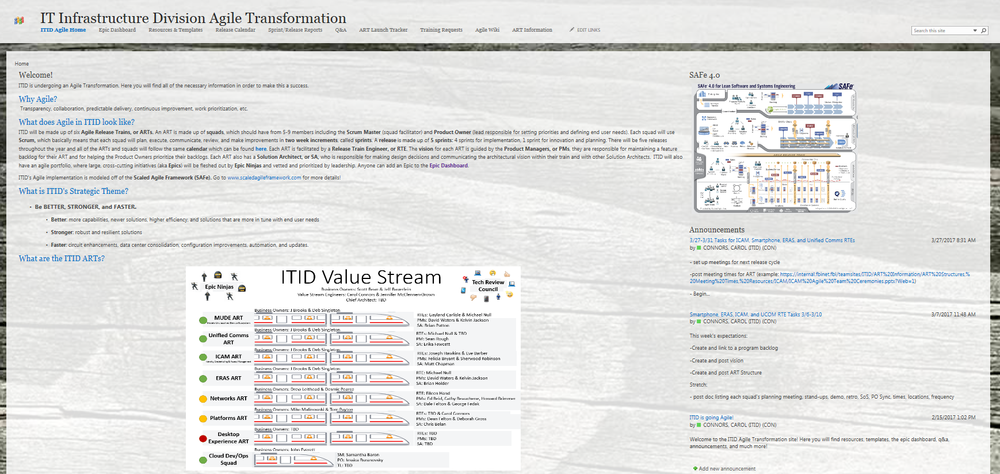 IT Infrastructure Division Agile Transformation
ITID Agile Home
Epic Dashboard
Resources & Templates
Release Calendar
Sprint/Release Reports
Q&A
ART Launch Tracker
Training Requests
Agile Wiki
ART Information
EDIT LINKS
Search this site
Home
Welcome!
ITID is undergoing an Agile Transformation. Here you will find all of the necessary information in order to make this a success.
Why Agile?
Transparency, collaboration, predictable delivery, continuous improvement, work prioritization, etc.
What does Agile in ITID look like?
ITID will be made up of six Agile Release Trains, or ARTs. An ART is made up of squads, which should have from 5-9 members including the Scrum Master (squad facilitator) and Product Owner (lead responsible for setting priorities and defining end user needs). Each squad will use
Scrum, which basically means that each squad will plan, execute, communicate, review, and make improvements in two week increments, called sprints. A release is made up of 5 sprints: 4 sprints for implementation, 1 sprint for innovation and planning. There will be five releases
throughout the year and all of the ARTs and squads will follow the same calendar which can be found here. Each ART is facilitated by a Release Train Engineer, or RTE. The vision for each ART is guided by the Product Managers, or PMs, they are responsible for maintaining a feature
backlog for their ART and for helping the Product Owners prioritize their backlogs. Each ART also has a Solution Architect, or SA, who is responsible for making design decisions and communicating the architectural vision within their train and with other Solution Architects. ITID will also
have an agile portfolio, where large, cross-cutting initiatives (aka Epics) will be fleshed out by Epic Ninjas and vetted and prioritized by leadership. Anyone can add an Epic to the Epic Dashboard.
ITID's Agile implementation is modeled off of the Scaled Agile Framework (SAFe). Go to www.scaledagileframework.com for more details!
What is ITID's Strategic Theme?
• Be BETTER, STRONGER, and FASTER.
• Better: more capabilities, newer solutions, higher efficiency, and solutions that are more in tune with end user needs
• Stronger: robust and resilient solutions
• Faster: circuit enhancements, data center consolidation, configuration improvements, automation, and updates.
What are the ITID ARTs?
Epic Ninjas
ITID Value Stream
Business Owners: Scott Bean & Jeff Bauerlein
Value Stream Engineers: Carol Connors & Jennifer McClennen-Brown
Chief Architect: TBD
Tech Review
Council
Business Owners: J Brooks & Deb Singleton
MUDE ART
Mobile Unclassified Device Ecosystem
RTEs: Gayland Carlisle & Michael Null
PMs: David Waters & Kelvin Jackson
SA: Brian Patton
Business Owners: J Brooks & Deb Singleton
Unified Comms
ART
RTEs: Michael Null & TBD
PM: Sean Rough
SA: Erika Fawcett
Business Owners: J Brooks & Deb Singleton
ICAM ART
Identity Credentialing & Access Management
RTEs: Joseph Hawkins & Eve Barber
PMs: Felicia Bryant & Sherwood Robinson
SA: Matt Chapman
Business Owners: J Brooks & Deb Singleton
ERAS ART
RTE: Michael Null
PMs: David Waters & Kelvin Jackson
SA: Brian Holder
Business Owners: Drew Leithead & Desmic Pearce
Networks ART
RTE: Eileen Hand
PMs: Ed Reid, Cathy Beauchene, Howard Brimmer
SA: Dale Felton & George Fedak
Business Owners: Mike Malinowski & Tom Payton
Platforms ART
RTEs: TBD & Carol Connors
PMs: Dean Felton & Deborah Gross
SA: Chris Belan
Business Owners: TBD
Desktop
Experience ART
RTEs: TBD
PMs: TBD
SA: TBD
Business Owners: John Everett
Cloud Dev/Ops
Squad
SM: Samantha Baron
PO: Jessica Buranovsky
TL: TBD
SAFe 4.0
SAFe® 4.0 for Lean Software and Systems Engineering
SAFe
Enterprise
Value Streams
AGILE RELEASE TRAIN
Announcements
3/27-3/31 Tasks for ICAM, Smartphone, ERAS, and Unified Comms RTEs
3/27/2017 8:31 AM
by CONNORS, CAROL (ITID) (CON)
- set up meetings for next release cycle
-post meeting times for ART (example: https://internal.fbinet.fbi/teamsites/ITID/ART%20Information/ART%20Structures,%
20Meeting%20Times,%20Resources/ICAM/ICAM%20Agile%20Team%20Ceremonies.pptx?Web=1)
- Begin...
Smartphone, ERAS, ICAM, and UCOM RTE Tasks 3/6-3/10
3/7/2017 11:48 AM
by CONNORS, CAROL (ITID) (CON)
This week's expectations:
-Create and link to a program backlog
-Create and post vision
-Create and post ART Structure
Stretch:
- post doc listing each squad's planning meeting, stand-ups, demo, retro, SoS, PO Sync, times, locations, frequency
ITID is going Agile!
2/15/2017 1:02 PM
by CONNORS, CAROL (ITID) (CON)
Welcome to the ITID Agile Transformation site! Here you will find resources, templates, the epic dashboard, q&a,
announcements, and much more!
Add new announcement